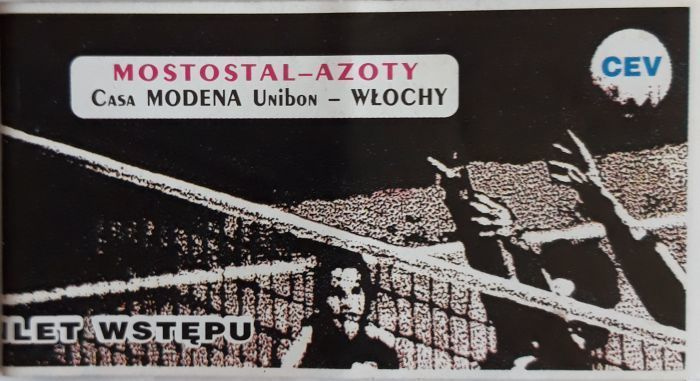 MOSTOSTAL-AZOTY
Casa MODENA Unibon - WŁOCHY
CEV
ILET WSTĘPU